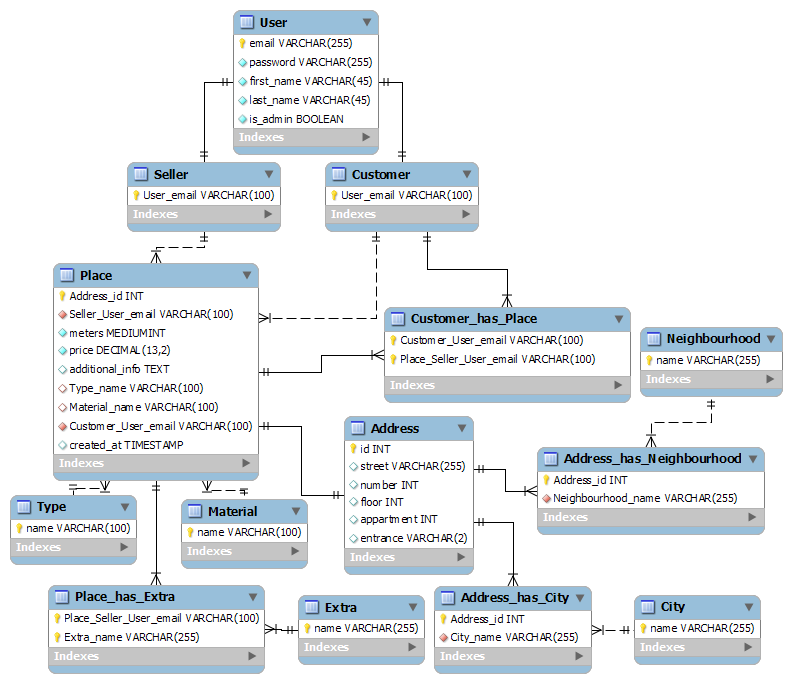 User
email VARCHAR(255)
password VARCHAR(255)
first_name VARCHAR(45)
last_name VARCHAR(45)
is_admin BOOLEAN
Indexes
Seller
User_email VARCHAR(100)
Indexes
Customer
User_email VARCHAR(100)
Indexes
Place
Address_id INT
Seller_User_email VARCHAR(100)
meters MEDIUMINT
price DECIMAL(13,2)
additional_info TEXT
Type_name VARCHAR(100)
Material_name VARCHAR(100)
Customer_User_email VARCHAR(100)
created_at TIMESTAMP
Indexes
Customer_has_Place
Customer_User_email VARCHAR(100)
Place_Seller_User_email VARCHAR(100)
Indexes
Neighbourhood
name VARCHAR(255)
Indexes
Address
id INT
street VARCHAR(255)
number INT
floor INT
appartment INT
entrance VARCHAR(2)
Indexes
Address_has_Neighbourhood
Address_id INT
Neighbourhood_name VARCHAR(255)
Indexes
Type
name VARCHAR(100)
Indexes
Material
name VARCHAR(100)
Indexes
Place_has_Extra
Place_Seller_User_email VARCHAR(100)
Extra_name VARCHAR(255)
Indexes
Extra
name VARCHAR(255)
Indexes
Address_has_City
Address_id INT
City_name VARCHAR(255)
Indexes
City
name VARCHAR(255)
Indexes